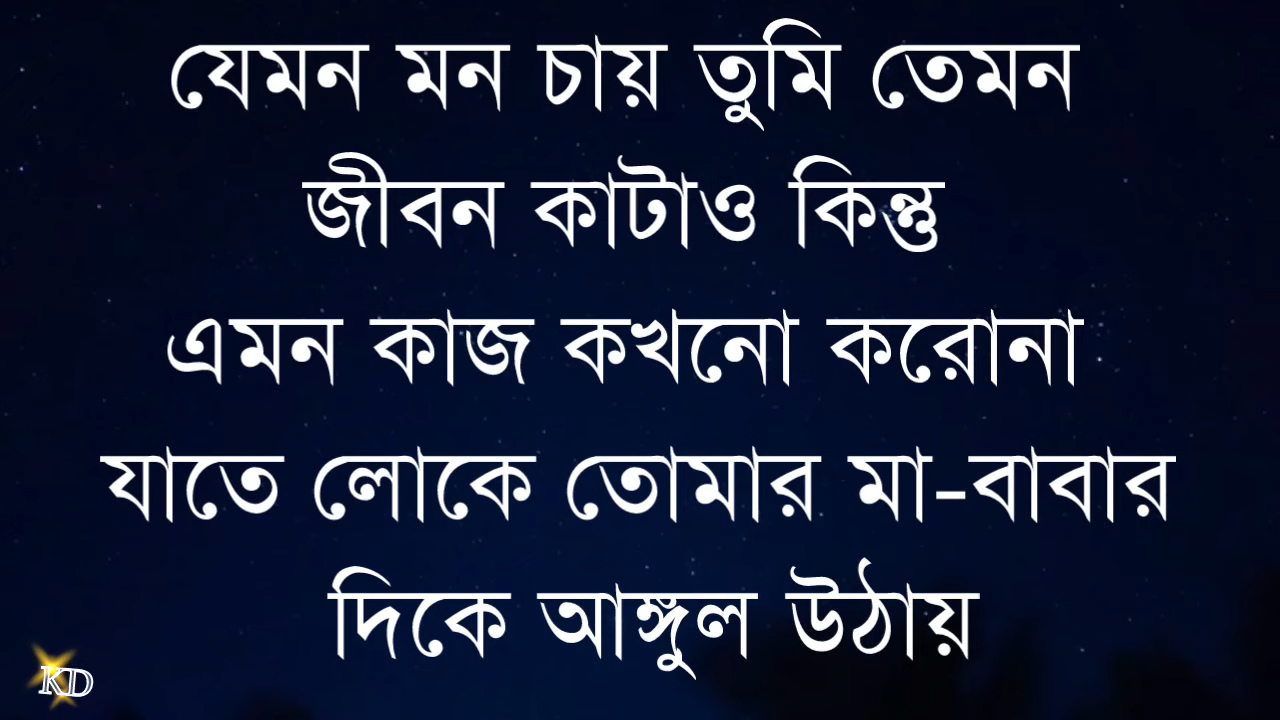 যেমন মন চায় তুমি তেমন
জীবন কাটাও কিন্তু
এমন কাজ কখনো করোনা
যাতে লোকে তোমার মা-বাবার
দিকে আঙ্গুল উঠায়
KD